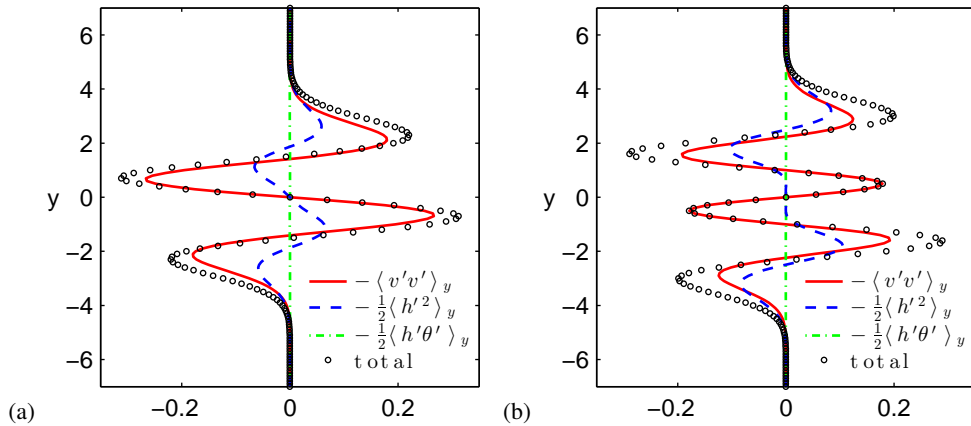 6
4
2
y 0
−2
−4
−6
−⟨ v′v′⟩y
−½⟨ h′²⟩y
−½⟨ h′θ′ ⟩y
total
(a) −0.2 0 0.2
6
4
2
y 0
−2
−4
−6
−⟨ v′v′⟩y
−½⟨ h′²⟩y
−½⟨ h′θ′ ⟩y
total
(b) −0.2 0 0.2